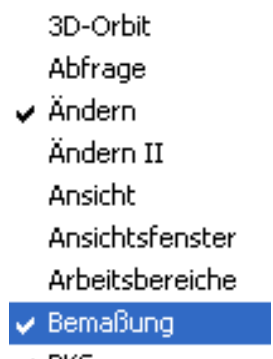 3D-Orbit
Abfrage
Ändern
Ändern II
Ansicht
Ansichtsfenster
Arbeitsbereiche
Bemaßung